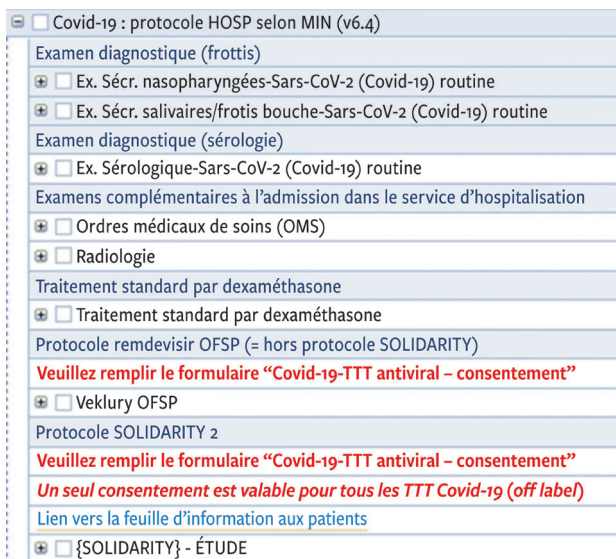 Covid-19 : protocole HOSP selon MIN (v6.4)
Examen diagnostique (frottis)
Ex. Sécr. nasopharyngées-Sars-CoV-2 (Covid-19) routine
Ex. Sécr. salivaires/frotis bouche-Sars-CoV-2 (Covid-19) routine
Examen diagnostique (sérologie)
Ex. Sérologique-Sars-CoV-2 (Covid-19) routine
Examens complémentaires à l’admission dans le service d’hospitalisation
Ordres médicaux de soins (OMS)
Radiologie
Traitement standard par dexaméthasone
Traitement standard par dexaméthasone
Protocole remdevisir OFSP (= hors protocole SOLIDARITY)
Veuillez remplir le formulaire “Covid-19-TTT antiviral – consentement”
Veklury OFSP
Protocole SOLIDARITY 2
Veuillez remplir le formulaire “Covid-19-TTT antiviral – consentement”
Un seul consentement est valable pour tous les TTT Covid-19 (off label)
Lien vers la feuille d’information aux patients
{SOLIDARITY} - ÉTUDE